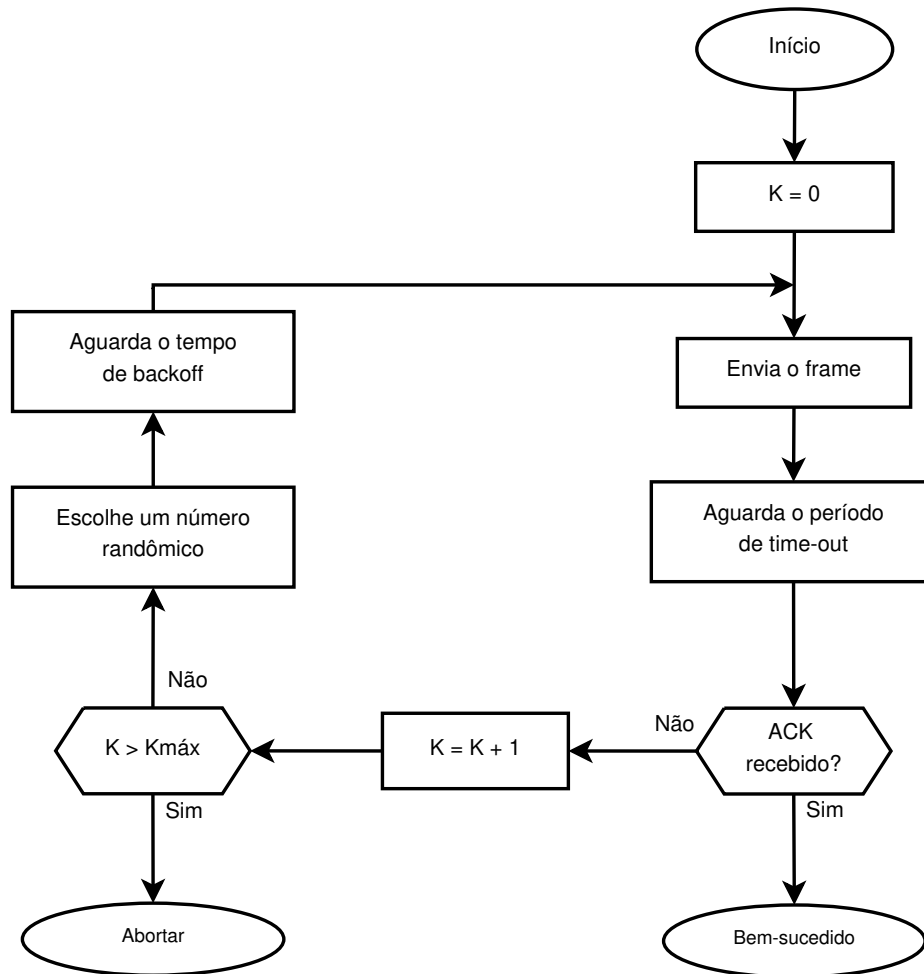 Início
K = 0
Aguarda o tempo
de backoff
Envia o frame
Escolhe um número
randômico
Aguarda o período
de time-out
Não
K > Kmáx
Sim
K = K + 1
Não
ACK
recebido?
Sim
Abortar
Bem-sucedido